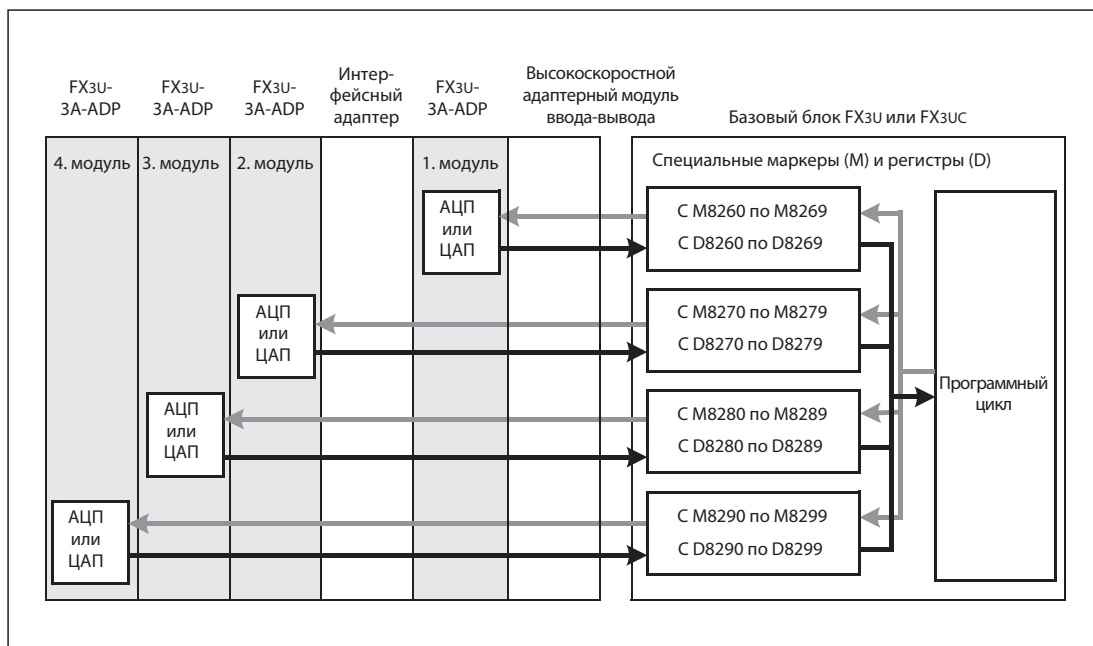 FX3U-
3A-ADP
FX3U-
3A-ADP
FX3U-
3A-ADP
Интер-
фейсный
адаптер
FX3U-
3A-ADP
Высокоскоростной
адаптерный модуль
ввода-вывода
Базовый блок FX3U или FX3UC
4. модуль
3. модуль
2. модуль
1. модуль
Специальные маркеры (M) и регистры (D)
АЦП
или
ЦАП
С M8260 по M8269
С D8260 по D8269
АЦП
или
ЦАП
С M8270 по M8279
С D8270 по D8279
АЦП
или
ЦАП
С M8280 по M8289
С D8280 по D8289
АЦП
или
ЦАП
С M8290 по M8299
С D8290 по D8299
Программный
цикл